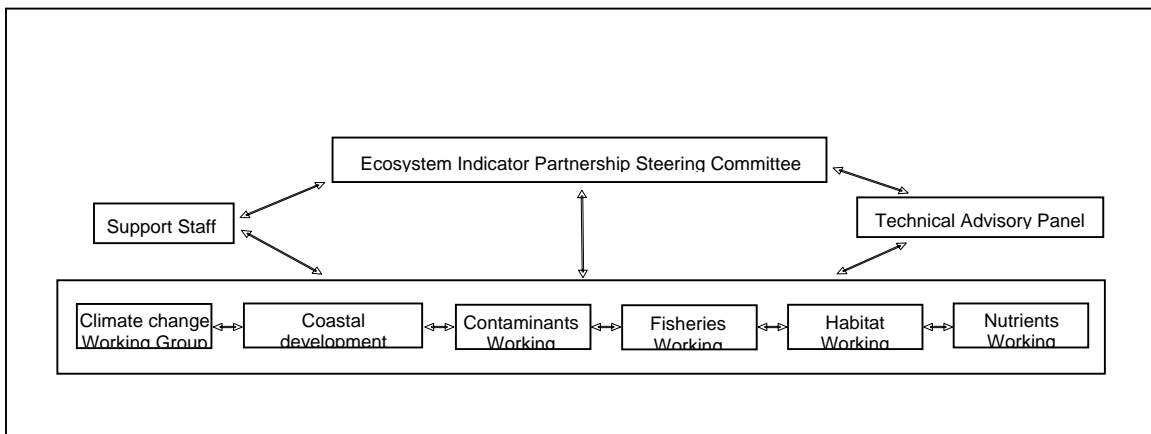 Ecosystem Indicator Partnership Steering Committee
Support Staff
Technical Advisory Panel
Climate change
Working Group
Coastal
development
Contaminants
Working
Fisheries
Working
Habitat
Working
Nutrients
Working